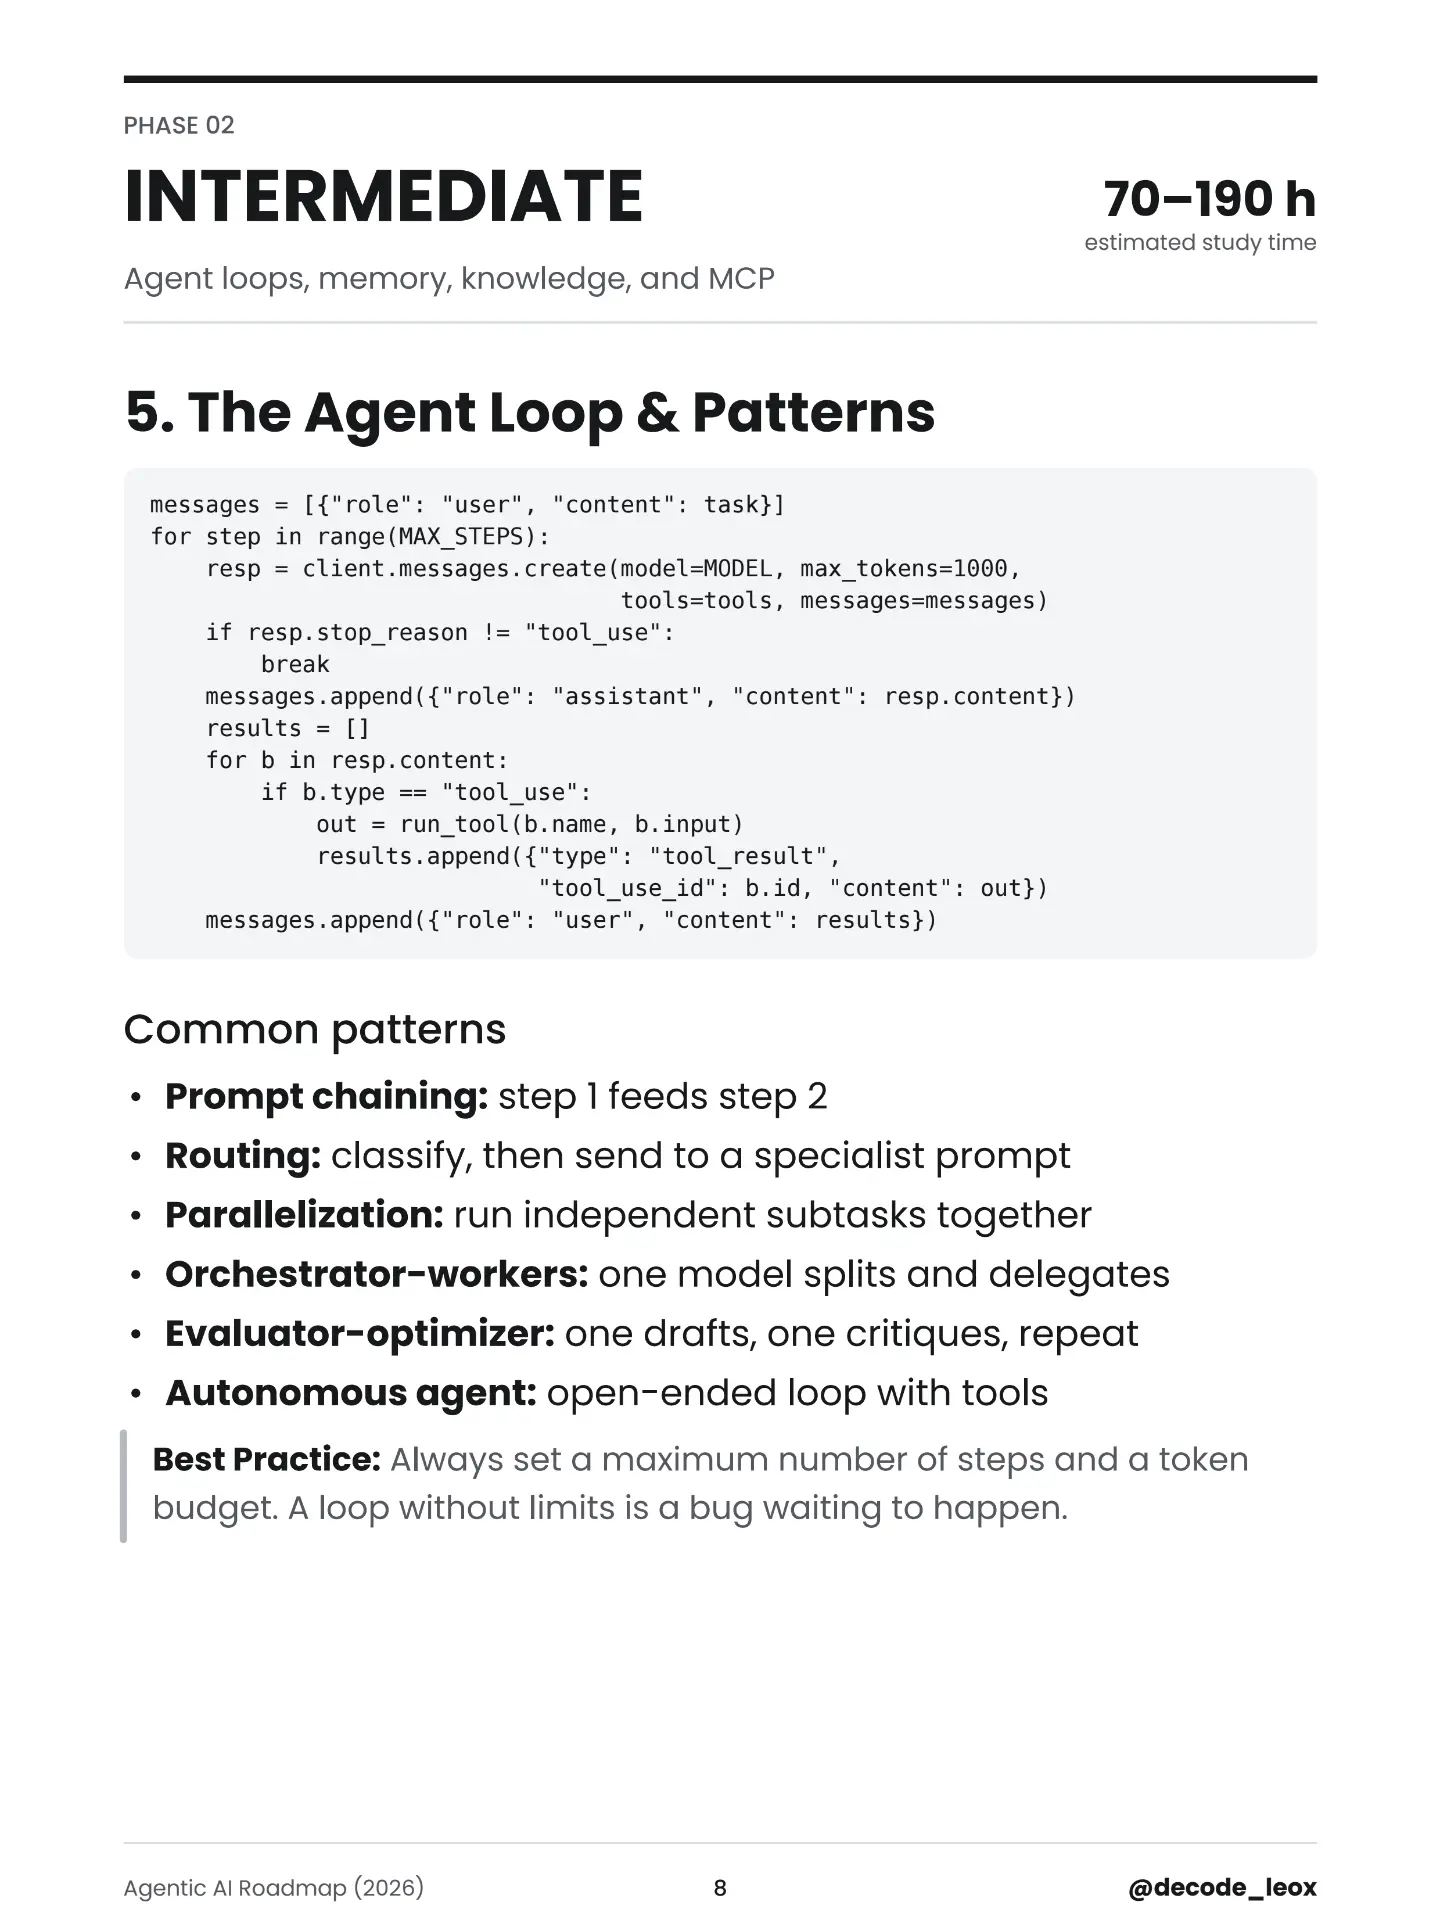 PHASE 02
INTERMEDIATE
70–190 h
estimated study time
Agent loops, memory, knowledge, and MCP
5. The Agent Loop & Patterns
messages = [{"role": "user", "content": task}]
for step in range(MAX_STEPS):
    resp = client.messages.create(model=MODEL, max_tokens=1000,
                                  tools=tools, messages=messages)
    if resp.stop_reason != "tool_use":
        break
    messages.append({"role": "assistant", "content": resp.content})
    results = []
    for b in resp.content:
        if b.type == "tool_use":
            out = run_tool(b.name, b.input)
            results.append({"type": "tool_result",
                            "tool_use_id": b.id, "content": out})
    messages.append({"role": "user", "content": results})
Common patterns
• Prompt chaining: step 1 feeds step 2
• Routing: classify, then send to a specialist prompt
• Parallelization: run independent subtasks together
• Orchestrator-workers: one model splits and delegates
• Evaluator-optimizer: one drafts, one critiques, repeat
• Autonomous agent: open-ended loop with tools
Best Practice: Always set a maximum number of steps and a token
budget. A loop without limits is a bug waiting to happen.
Agentic AI Roadmap (2026)
8
@decode_leox